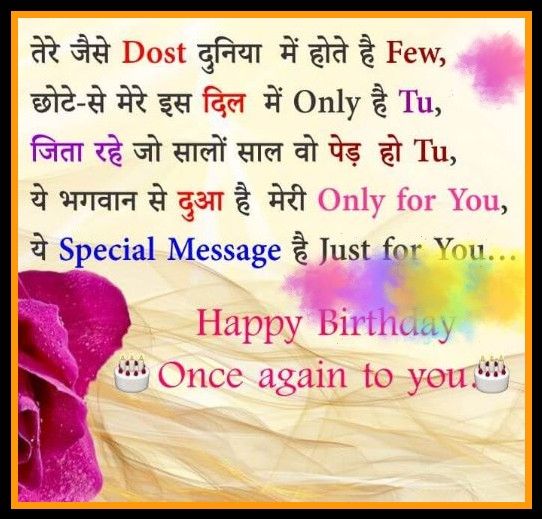 तेरे जैसे Dost दुनिया में होते है Few,
छोटे-से मेरे इस दिल में Only है Tu,
जिता रहे जो सालों साल वो पेड़ हो Tu,
ये भगवान से दुआ है मेरी Only for You,
ये Special Message है Just for You...
Happy Birthday
Once again to you.